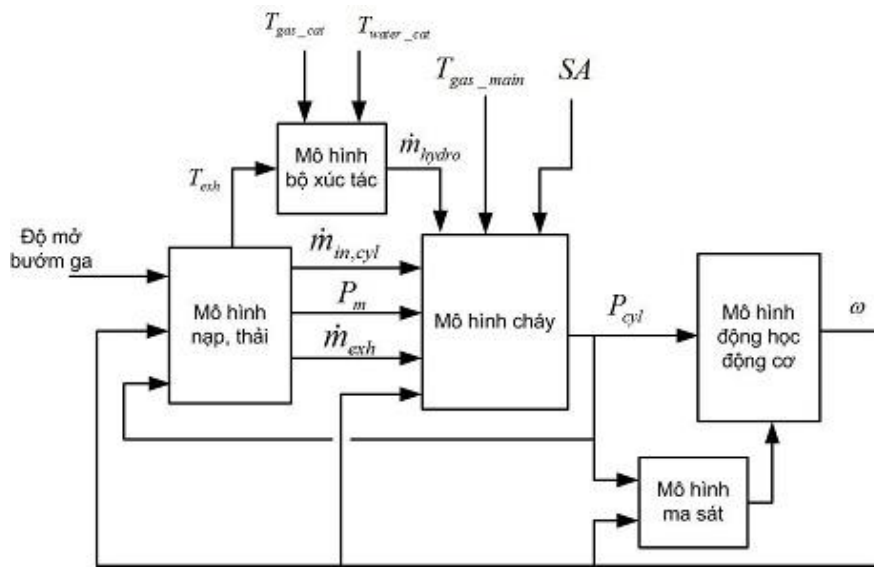 T_gas_cat
T_water_cat
T_gas_main
SA
Mô hình
bộ xúc tác
ṁ_hydro
T_exh
Độ mở
bướm ga
ṁ_in,cyl
P_m
ṁ_exh
Mô hình
nạp, thải
Mô hình cháy
P_cyl
Mô hình
động học
động cơ
ω
Mô hình
ma sát